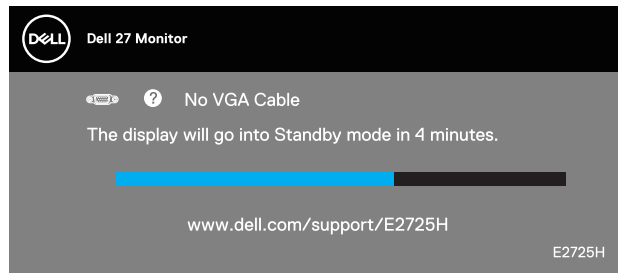 DELL Dell 27 Monitor
? No VGA Cable
The display will go into Standby mode in 4 minutes.
www.dell.com/support/E2725H
E2725H